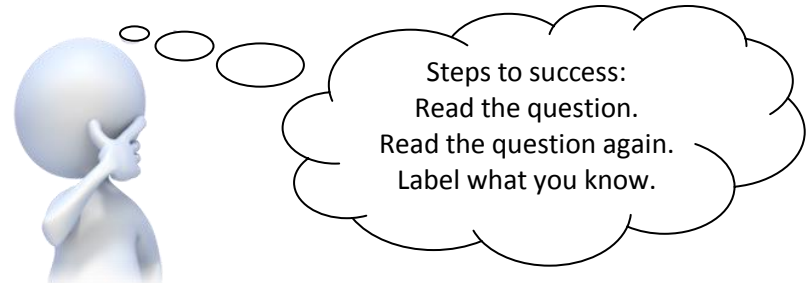 Steps to success:
Read the question.
Read the question again.
Label what you know.